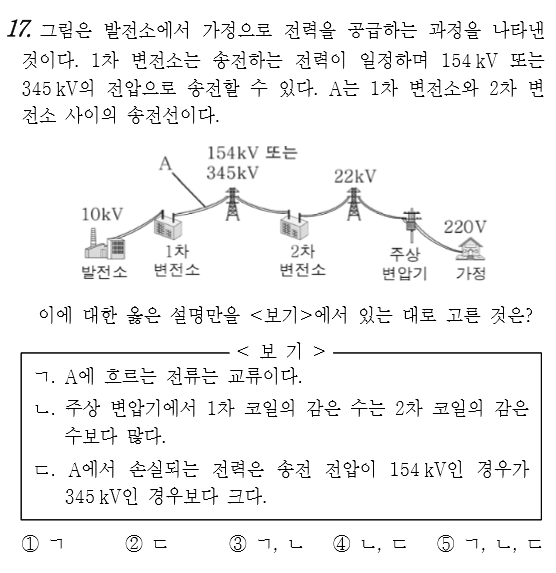 17. 그림은 발전소에서 가정으로 전력을 공급하는 과정을 나타낸
것이다. 1차 변전소는 송전하는 전력이 일정하며 154 kV 또는
345 kV의 전압으로 송전할 수 있다. A는 1차 변전소와 2차 변
전소 사이의 송전선이다.
154kV 또는
345kV
A
22kV
10kV
220V
발전소
1차
변전소
2차
변전소
주상
변압기
가정
이에 대한 옳은 설명만을 <보기>에서 있는 대로 고른 것은?
< 보 기 >
ㄱ. A에 흐르는 전류는 교류이다.
ㄴ. 주상 변압기에서 1차 코일의 감은 수는 2차 코일의 감은
수보다 많다.
ㄷ. A에서 손실되는 전력은 송전 전압이 154 kV인 경우가
345 kV인 경우보다 크다.
① ㄱ ② ㄷ ③ ㄱ, ㄴ ④ ㄴ, ㄷ ⑤ ㄱ, ㄴ, ㄷ